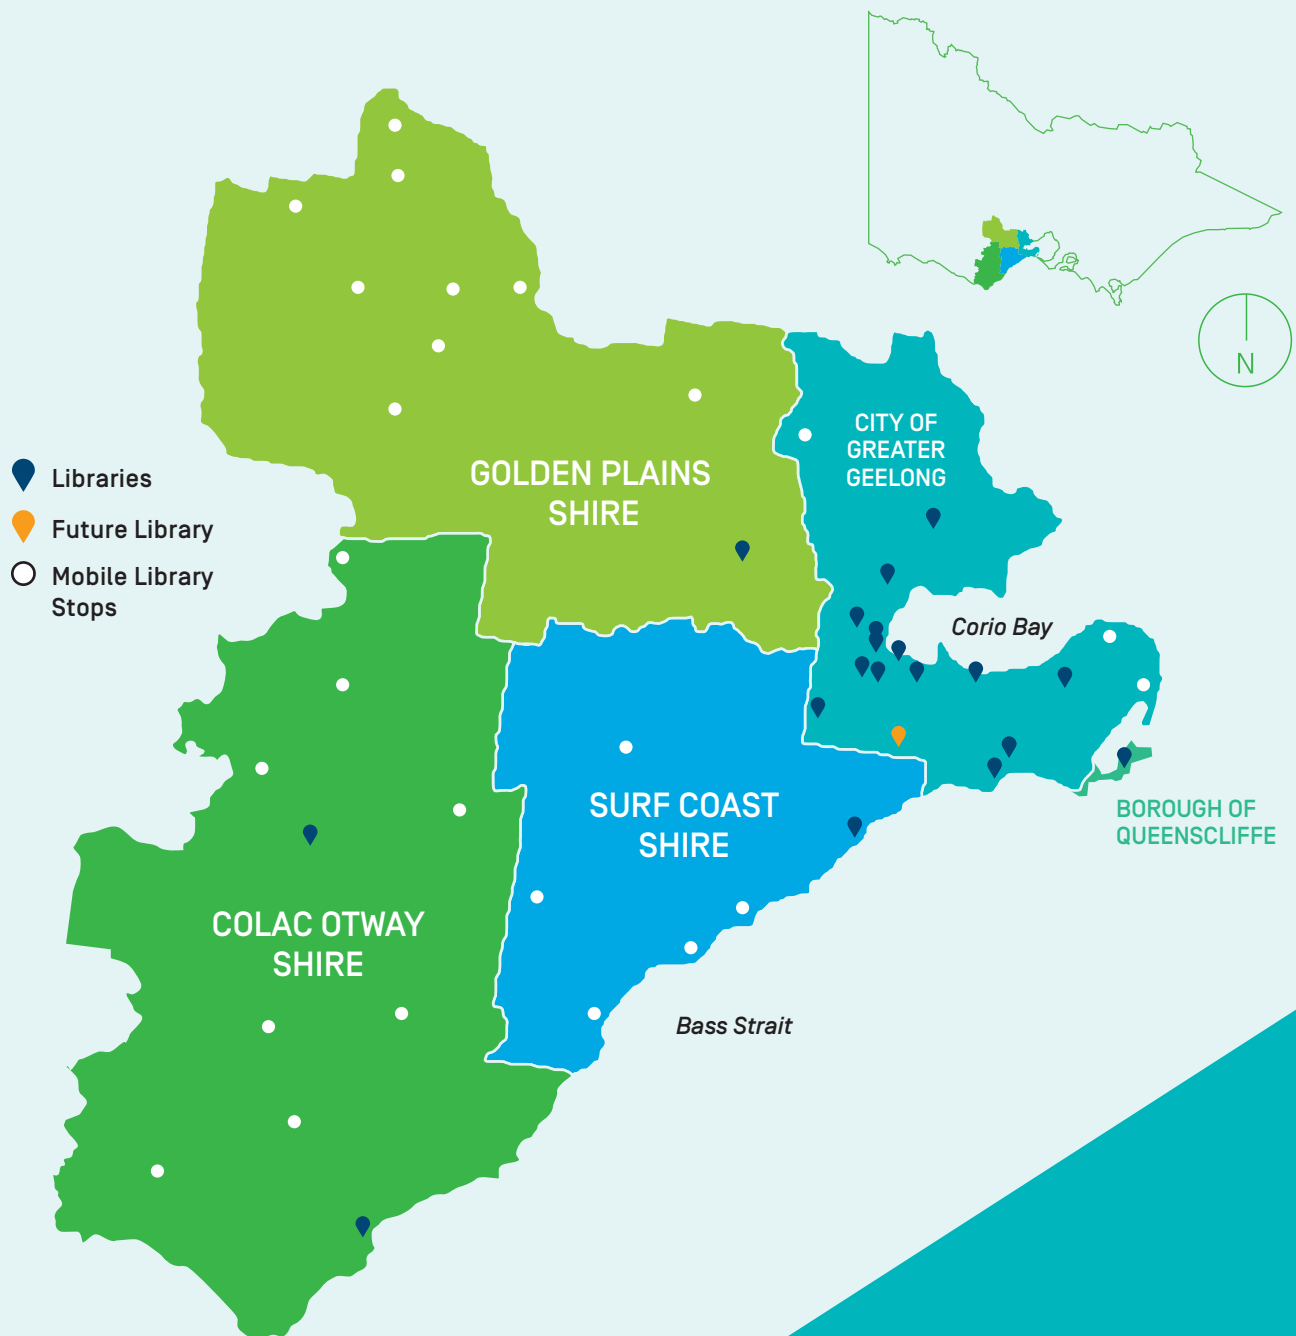 N
CITY OF
GREATER
GEELONG
GOLDEN PLAINS
SHIRE
Libraries
Future Library
Mobile Library
Stops
Corio Bay
SURF COAST
SHIRE
BOROUGH OF
QUEENSCLIFFE
COLAC OTWAY
SHIRE
Bass Strait